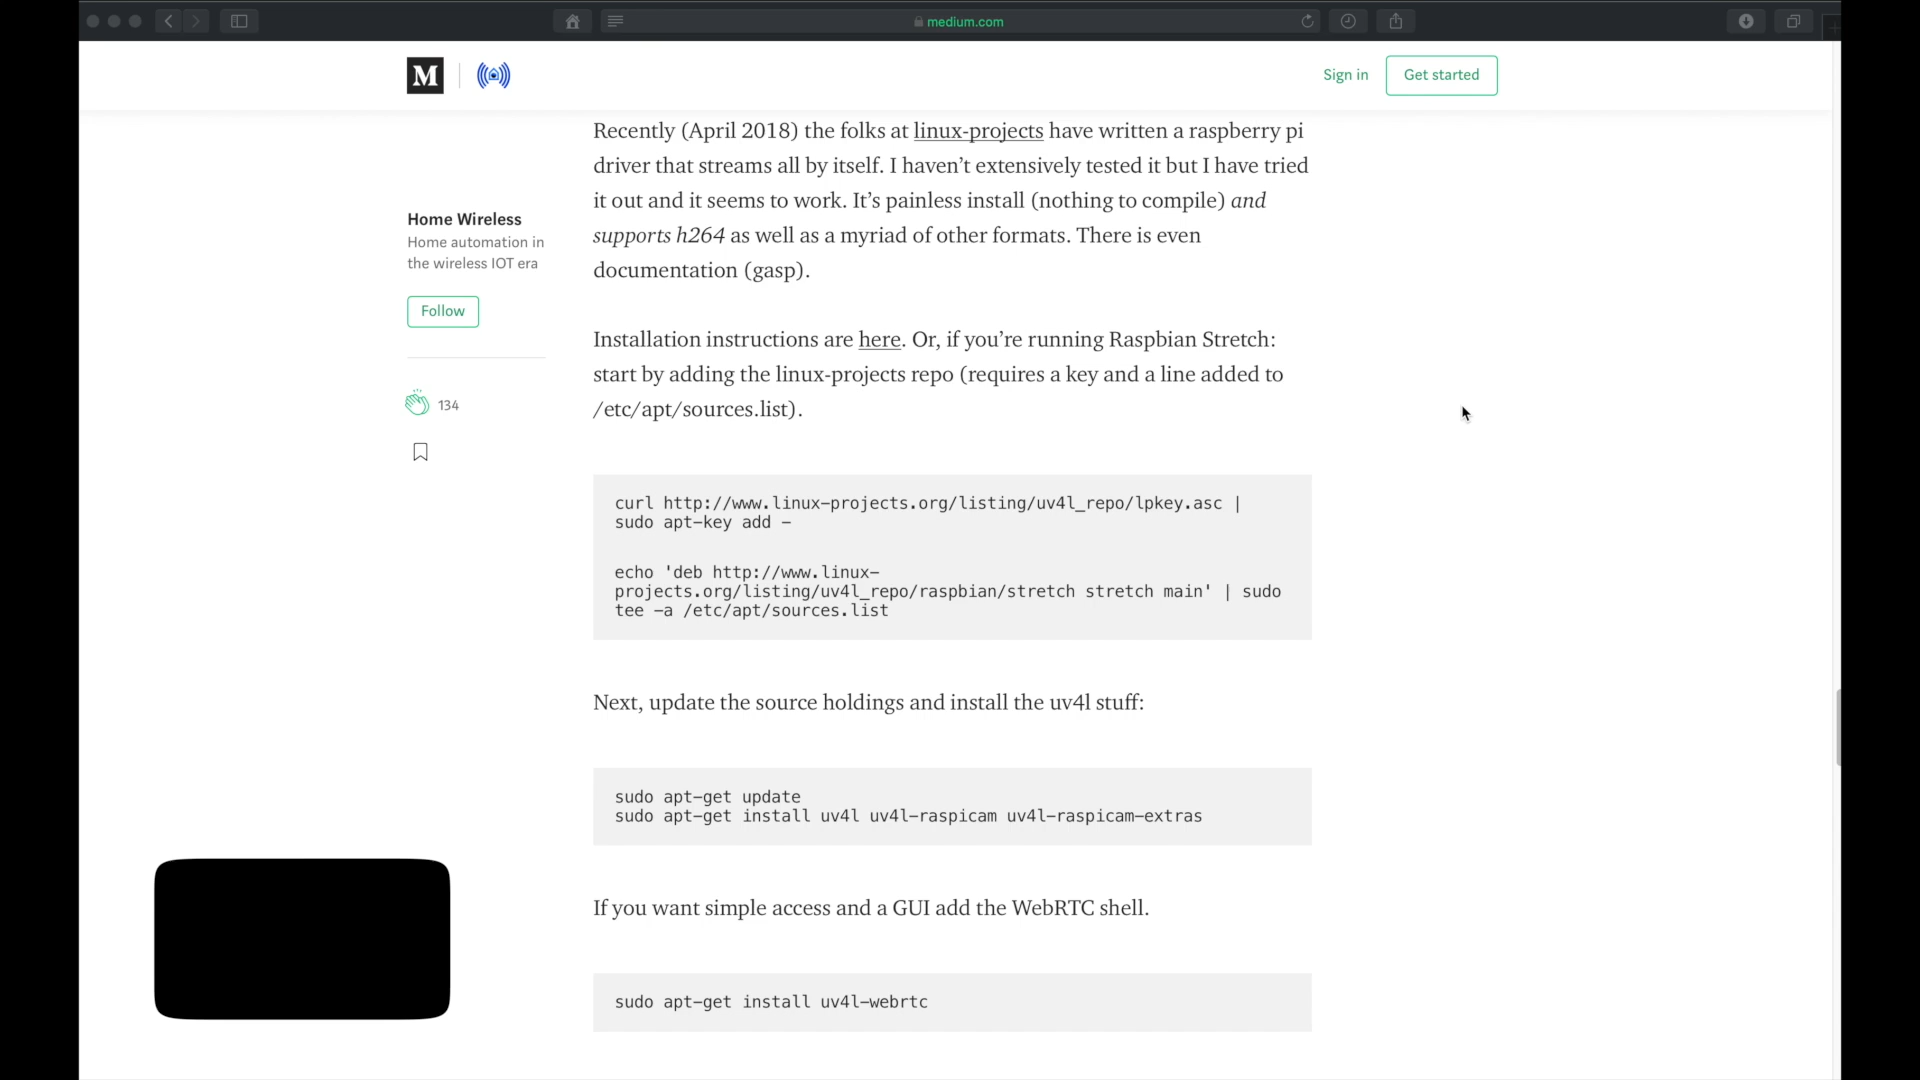 medium.com
M
Sign in
Get started
Recently (April 2018) the folks at linux-projects have written a raspberry pi
driver that streams all by itself. I haven’t extensively tested it but I have tried
it out and it seems to work. It’s painless install (nothing to compile) and
supports h264 as well as a myriad of other formats. There is even
documentation (gasp).
Home Wireless
Home automation in
the wireless IOT era
Follow
134
Installation instructions are here. Or, if you’re running Raspbian Stretch:
start by adding the linux-projects repo (requires a key and a line added to
/etc/apt/sources.list).
curl http://www.linux-projects.org/listing/uv4l_repo/lpkey.asc |
sudo apt-key add -
echo 'deb http://www.linux-
projects.org/listing/uv4l_repo/raspbian/stretch stretch main' | sudo
tee -a /etc/apt/sources.list
Next, update the source holdings and install the uv4l stuff:
sudo apt-get update
sudo apt-get install uv4l uv4l-raspicam uv4l-raspicam-extras
If you want simple access and a GUI add the WebRTC shell.
sudo apt-get install uv4l-webrtc